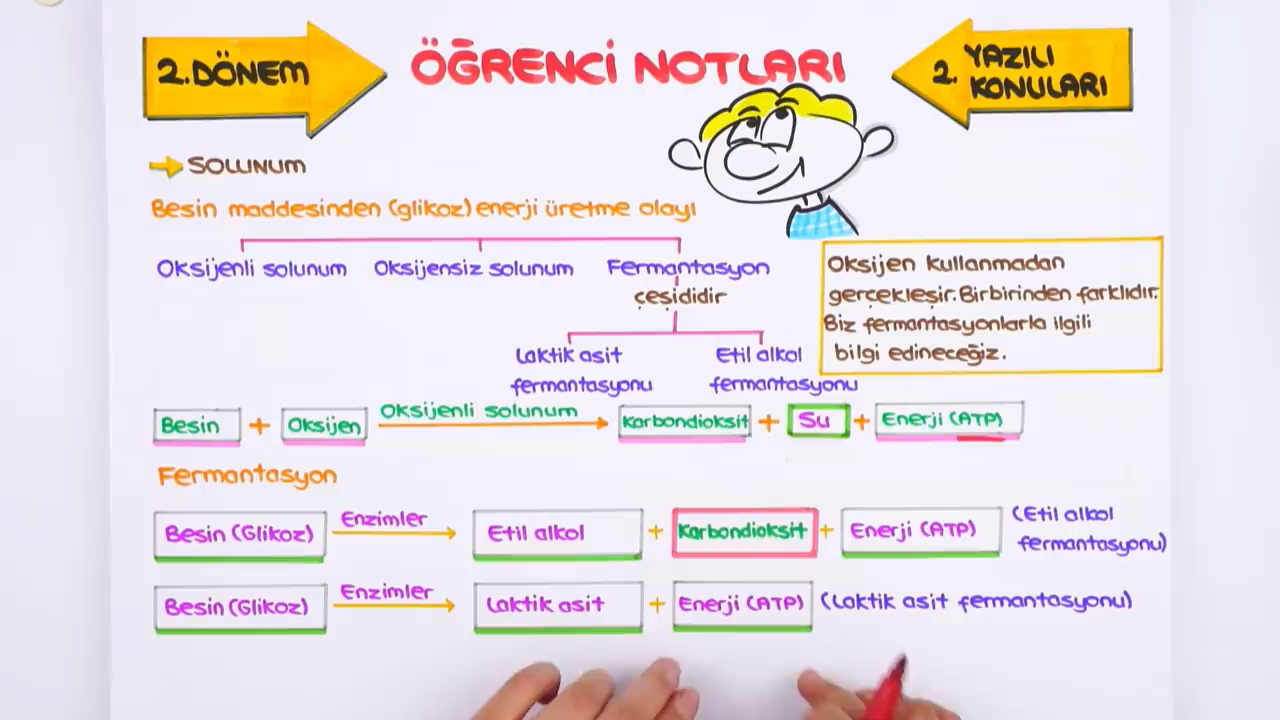 2. DÖNEM
ÖĞRENCİ NOTLARI
2. YAZILI
KONULARI
SOLUNUM
Besin maddesinden (glikoz) enerji üretme olayı
Oksijenli solunum Oksijensiz solunum Fermantasyon
çeşididir
Oksijen kullanmadan
gerçekleşir. Birbirinden farklıdır.
Biz fermantasyonlarla ilgili
bilgi edineceğiz.
Laktik asit
fermantasyonu
Etil alkol
fermantasyonu
Besin + Oksijen Oksijenli solunum Karbondioksit + Su + Enerji (ATP)
Fermantasyon
Besin (Glikoz) Enzimler Etil alkol + Karbondioksit + Enerji (ATP) (Etil alkol
fermantasyonu)
Besin (Glikoz) Enzimler Laktik asit + Enerji (ATP) (Laktik asit fermantasyonu)